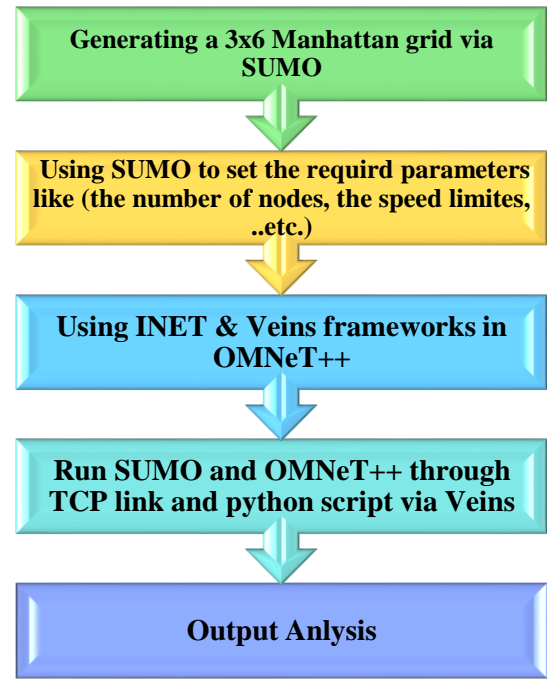 Generating a 3x6 Manhattan grid via
SUMO
Using SUMO to set the requird parameters
like (the number of nodes, the speed limites,
..etc.)
Using INET & Veins frameworks in
OMNeT++
Run SUMO and OMNeT++ through
TCP link and python script via Veins
Output Anlysis